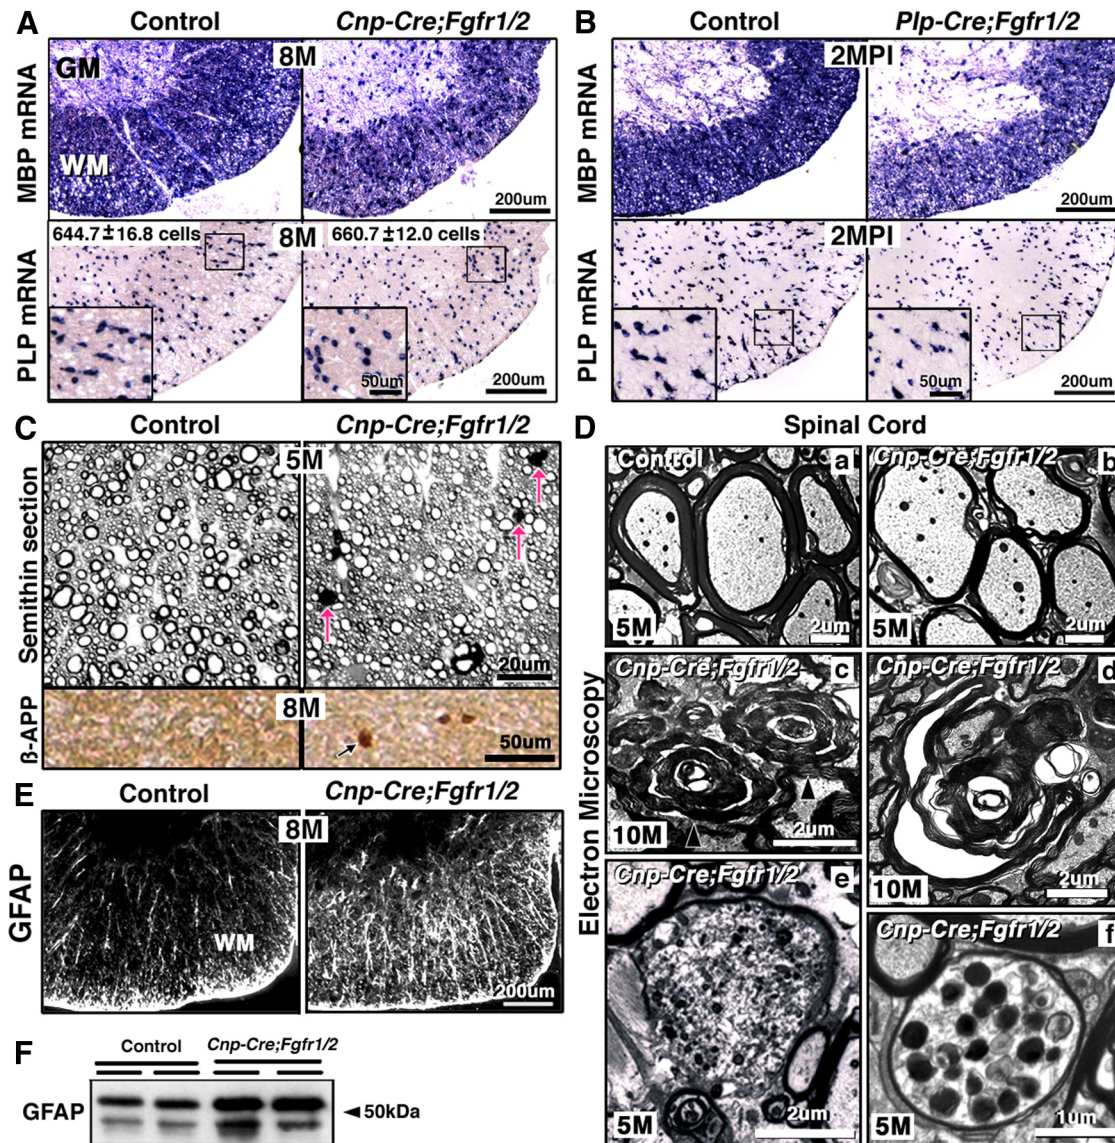 A
Control
Cnp-Cre;Fgfr1/2
MBP mRNA
GM
WM
8M
200um
PLP mRNA
644.7±16.8 cells
8M
660.7±12.0 cells
50um
200um
B
Control
Plp-Cre;Fgfr1/2
MBP mRNA
2MPI
200um
PLP mRNA
2MPI
50um
200um
C
Control
Cnp-Cre;Fgfr1/2
Semithin section
5M
20um
β-APP
8M
50um
D
Spinal Cord
Electron Microscopy
Control
a
5M
2um
Cnp-Cre;Fgfr1/2
b
5M
2um
Cnp-Cre;Fgfr1/2
c
10M
2um
Cnp-Cre;Fgfr1/2
d
10M
2um
Cnp-Cre;Fgfr1/2
e
5M
2um
Cnp-Cre;Fgfr1/2
f
5M
1um
E
Control
Cnp-Cre;Fgfr1/2
GFAP
8M
WM
200um
F
Control
Cnp-Cre;Fgfr1/2
GFAP
50kDa